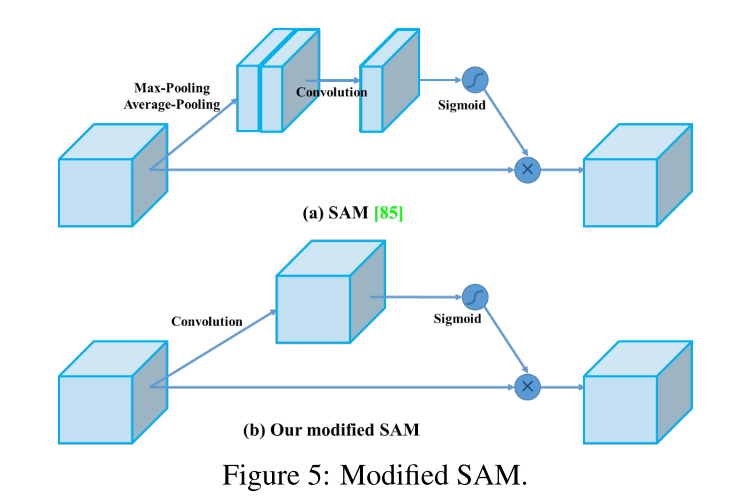 Max-Pooling
Average-Pooling
Convolution
Sigmoid
(a) SAM [85]
Convolution
Sigmoid
(b) Our modified SAM
Figure 5: Modified SAM.